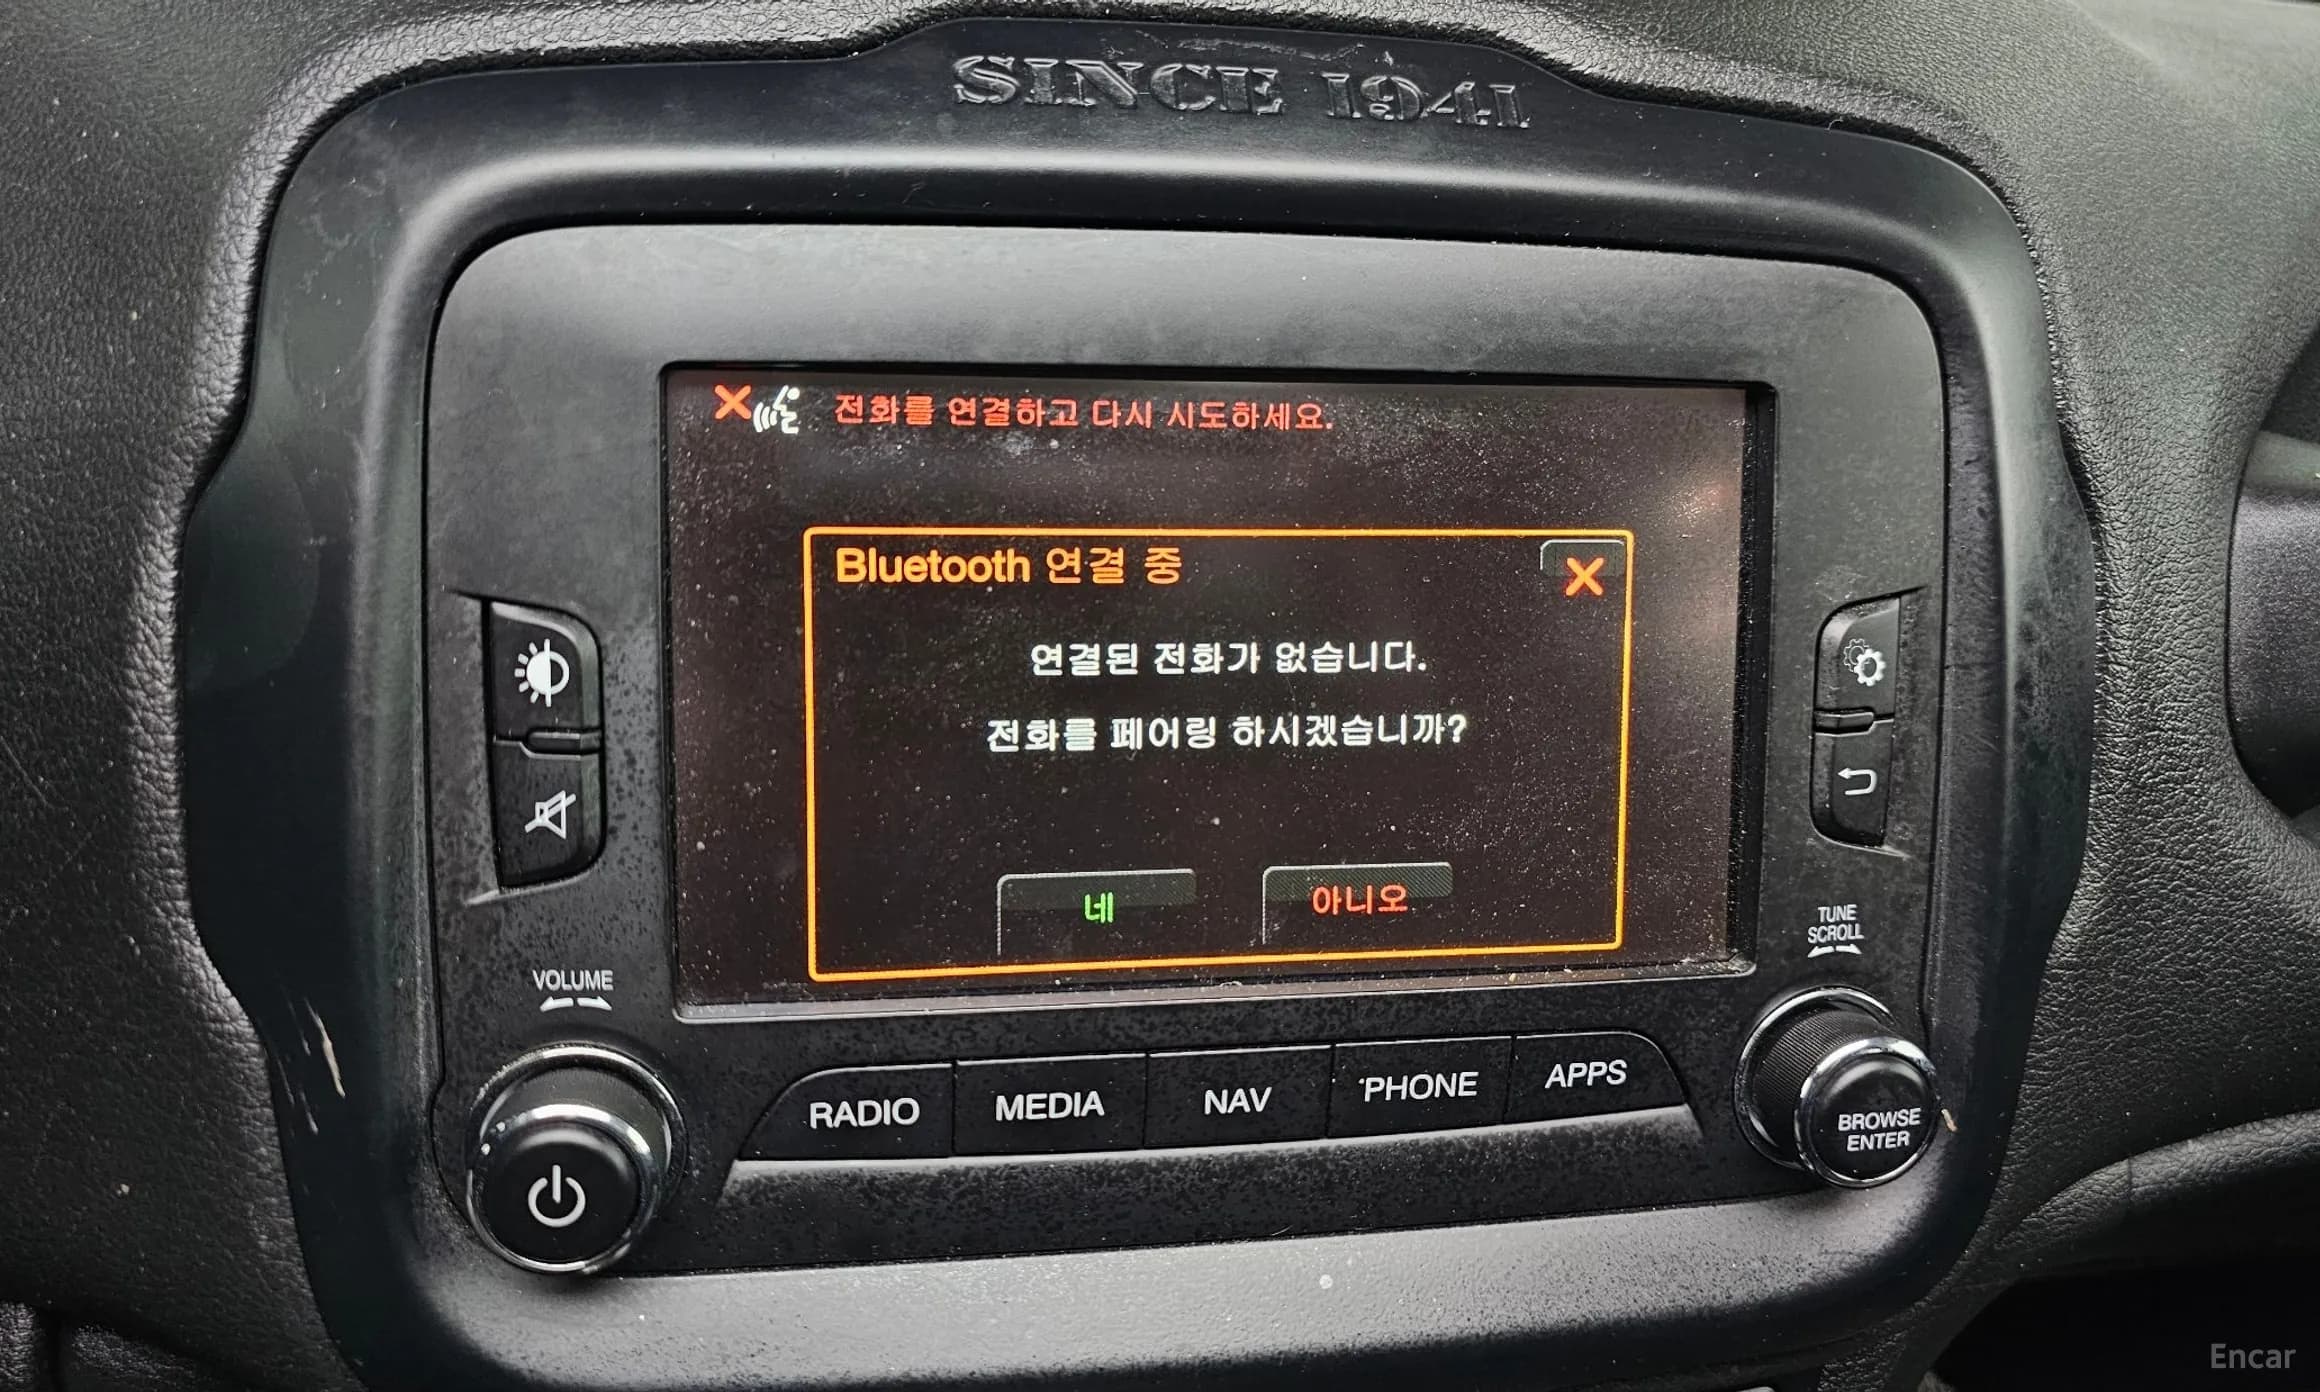 SINCE 1941
전화를 연결하고 다시 시도하세요.
Bluetooth 연결 중
연결된 전화가 없습니다.
전화를 페어링 하시겠습니까?
네
아니오
VOLUME
TUNE
SCROLL
RADIO
MEDIA
NAV
PHONE
APPS
BROWSE
ENTER
Encar